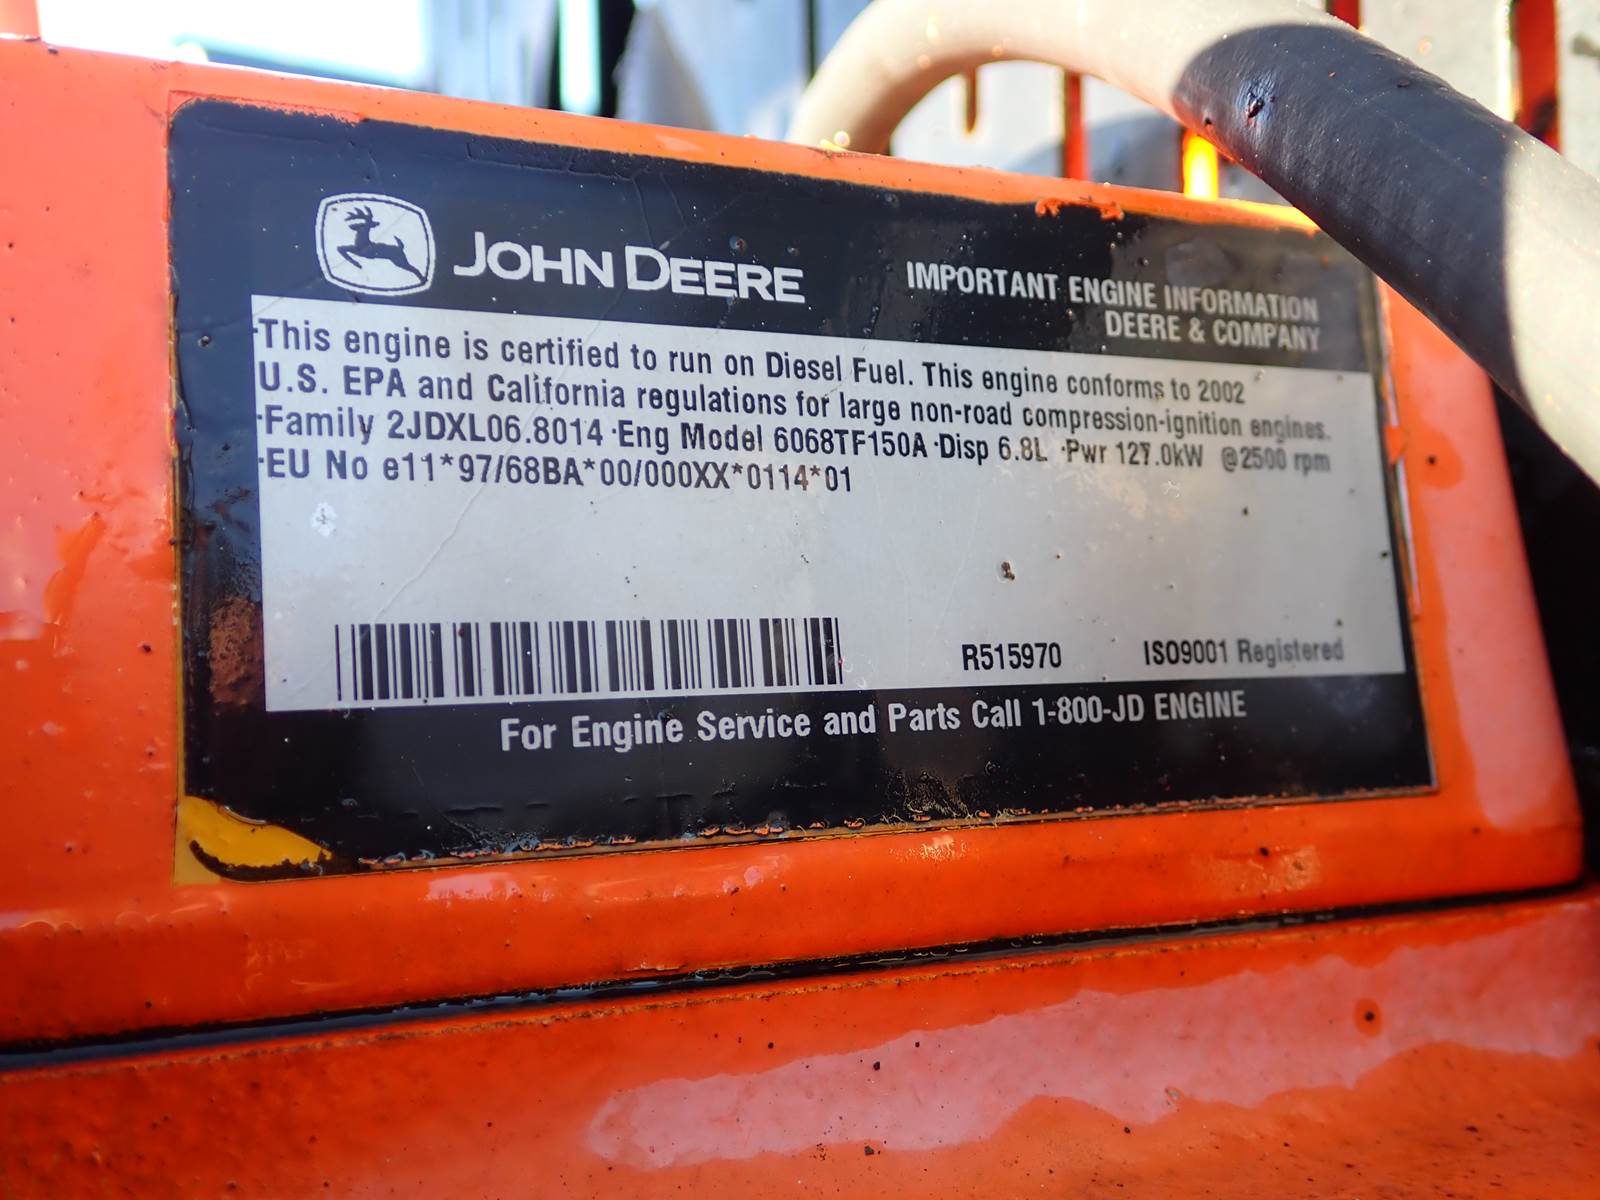 JOHN DEERE
IMPORTANT ENGINE INFORMATION
DEERE & COMPANY
·This engine is certified to run on Diesel Fuel. This engine conforms to 2002
U.S. EPA and California regulations for large non-road compression-ignition engines.
·Family 2JDXL06.8014 ·Eng Model 6068TF150A ·Disp 6.8L ·Pwr 127.0kW @2500 rpm
·EU No e11*97/68BA*00/000XX*0114*01
R515970 ISO9001 Registered
For Engine Service and Parts Call 1-800-JD ENGINE